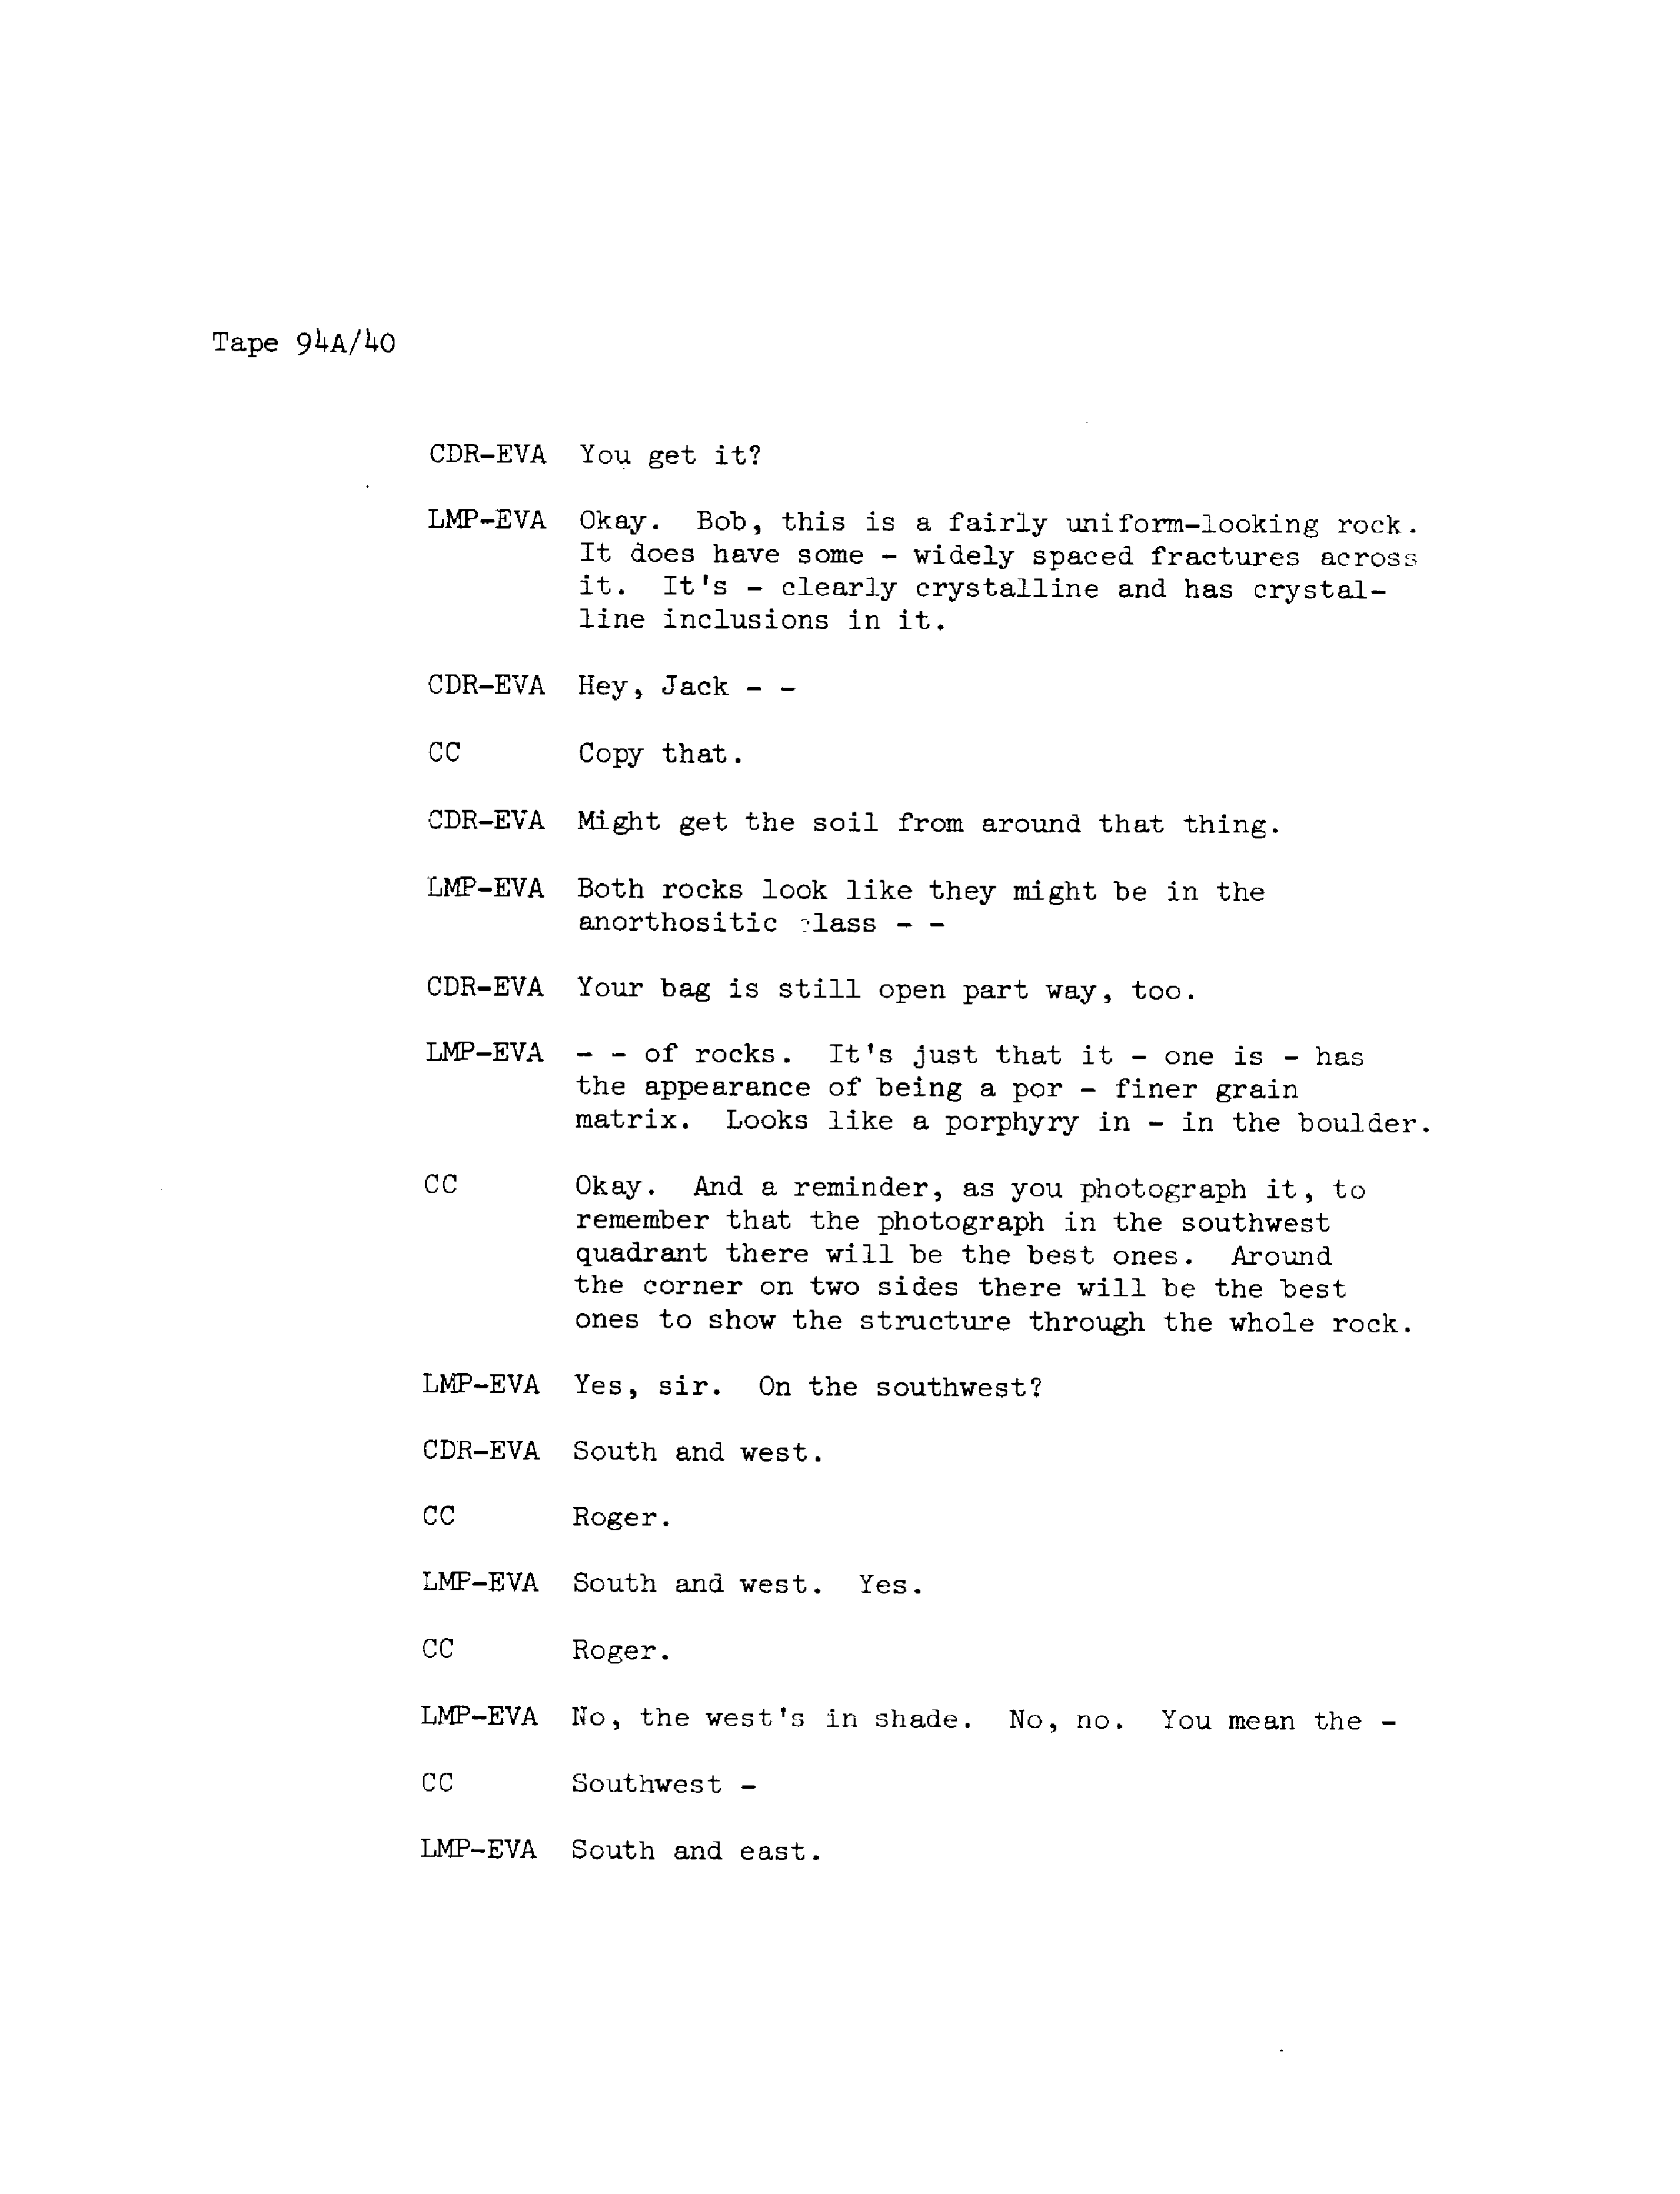 Tape 94A/40
CDR-EVA You get it?
LMP-EVA Okay. Bob, this is a fairly uniform-looking rock.
It does have some - widely spaced fractures across
it. It's - clearly crystalline and has crystal-
line inclusions in it.
CDR-EVA Hey, Jack - -
CC Copy that.
CDR-EVA Might get the soil from around that thing.
LMP-EVA Both rocks look like they might be in the
anorthositic class - -
CDR-EVA Your bag is still open part way, too.
LMP-EVA - - of rocks. It's just that it - one is - has
the appearance of being a por - finer grain
matrix. Looks like a porphyry in - in the boulder.
CC Okay. And a reminder, as you photograph it, to
remember that the photograph in the southwest
quadrant there will be the best ones. Around
the corner on two sides there will be the best
ones to show the structure through the whole rock.
LMP-EVA Yes, sir. On the southwest?
CDR-EVA South and west.
CC Roger.
LMP-EVA South and west. Yes.
CC Roger.
LMP-EVA No, the west's in shade. No, no. You mean the -
CC Southwest -
LMP-EVA South and east.